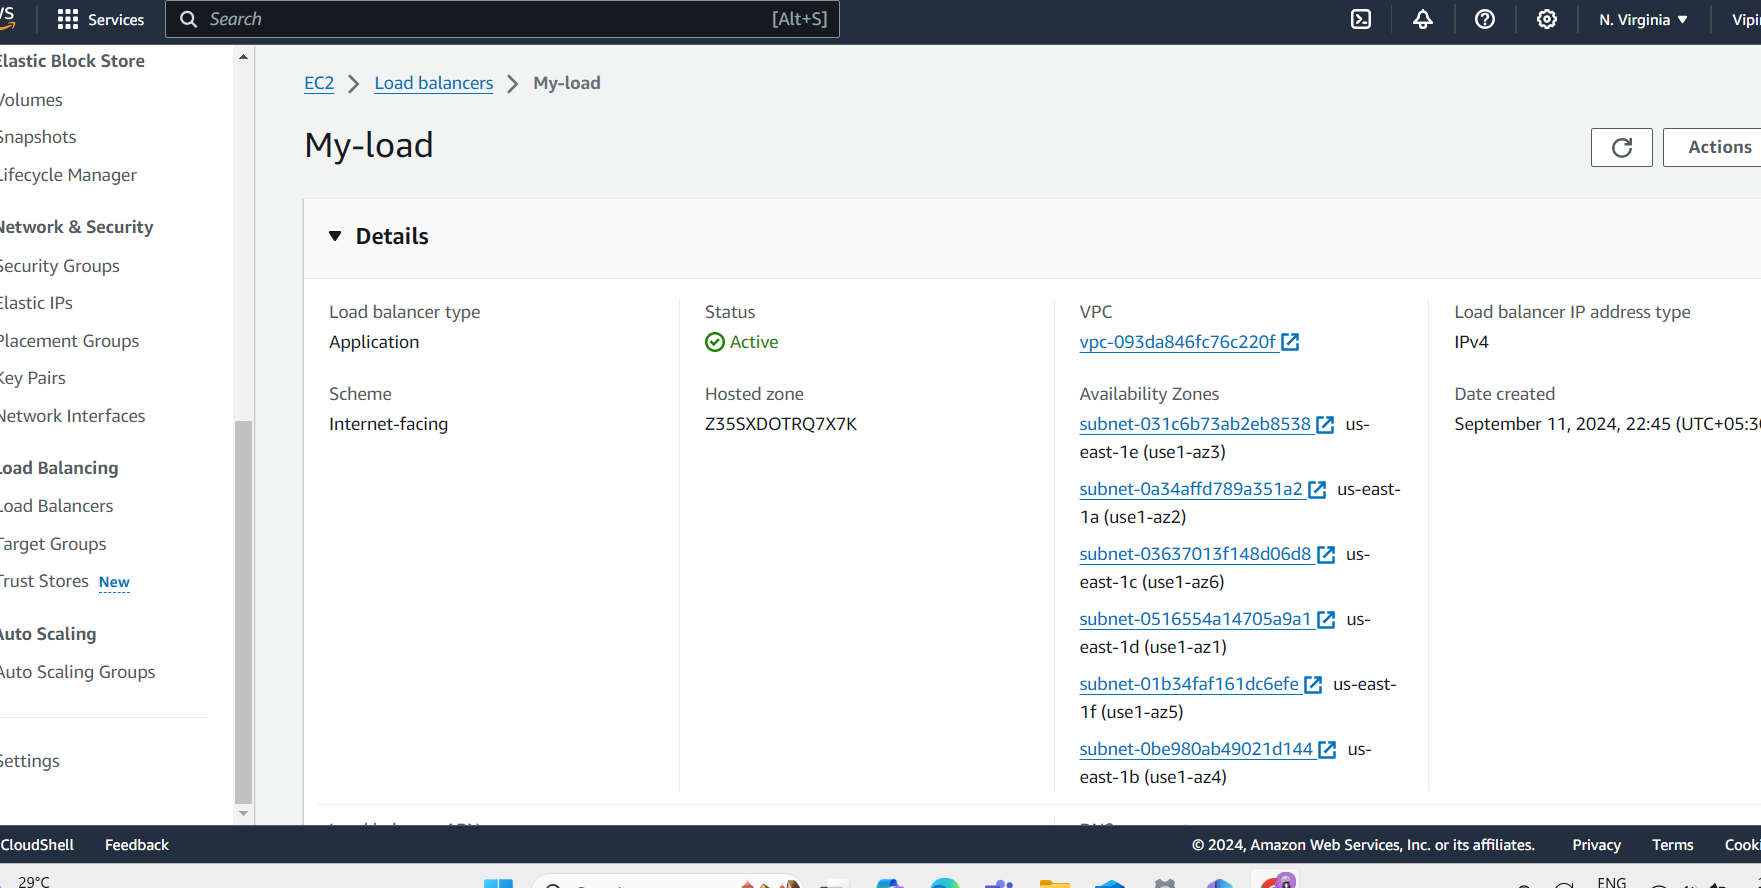 Services
Search
[Alt+S]
N. Virginia
Elastic Block Store
Volumes
Snapshots
Lifecycle Manager
Network & Security
Security Groups
Elastic IPs
Placement Groups
Key Pairs
Network Interfaces
Load Balancing
Load Balancers
Target Groups
Trust Stores New
Auto Scaling
Auto Scaling Groups
Settings
EC2 Load balancers My-load
My-load
Actions
Details
Load balancer type
Application
Scheme
Internet-facing
Status
Active
Hosted zone
Z35SXDOTRQ7X7K
VPC
vpc-093da846fc76c220f
Availability Zones
subnet-031c6b73ab2eb8538 us-
east-1e (use1-az3)
subnet-0a34affd789a351a2 us-east-
1a (use1-az2)
subnet-03637013f148d06d8 us-
east-1c (use1-az6)
subnet-0516554a14705a9a1 us-
east-1d (use1-az1)
subnet-01b34faf161dc6efe us-east-
1f (use1-az5)
subnet-0be980ab49021d144 us-
east-1b (use1-az4)
Load balancer IP address type
IPv4
Date created
September 11, 2024, 22:45 (UTC+05:30
CloudShell
Feedback
© 2024, Amazon Web Services, Inc. or its affiliates.
Privacy
Terms
Cooki
29°C
ENG